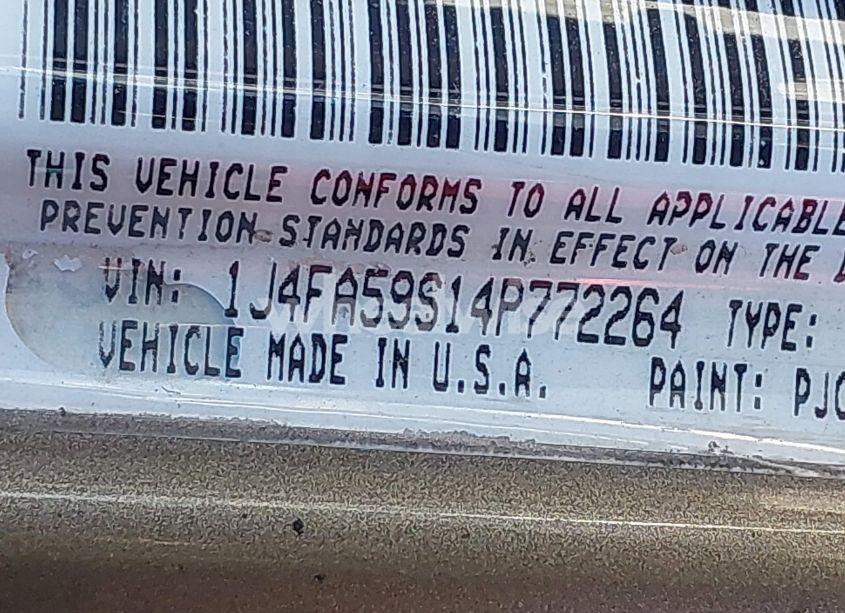 THIS VEHICLE CONFORMS TO ALL APPLICABLE
PREVENTION STANDARDS IN EFFECT ON THE
VIN: 1J4FA59S14P772264 TYPE:
VEHICLE MADE IN U.S.A. PAINT: PJC